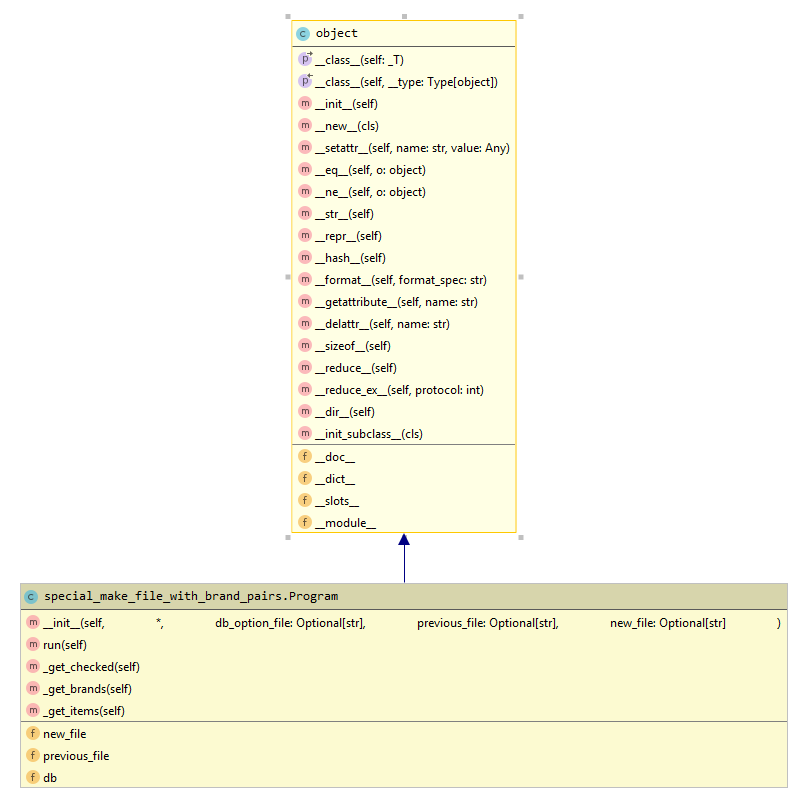 c object
p __class__(self: _T)
p __class__(self, __type: Type[object])
m __init__(self)
m __new__(cls)
m __setattr__(self, name: str, value: Any)
m __eq__(self, o: object)
m __ne__(self, o: object)
m __str__(self)
m __repr__(self)
m __hash__(self)
m __format__(self, format_spec: str)
m __getattribute__(self, name: str)
m __delattr__(self, name: str)
m __sizeof__(self)
m __reduce__(self)
m __reduce_ex__(self, protocol: int)
m __dir__(self)
m __init_subclass__(cls)
f __doc__
f __dict__
f __slots__
f __module__
c special_make_file_with_brand_pairs.Program
m __init__(self, *, db_option_file: Optional[str], previous_file: Optional[str], new_file: Optional[str] )
m run(self)
m _get_checked(self)
m _get_brands(self)
m _get_items(self)
f new_file
f previous_file
f db